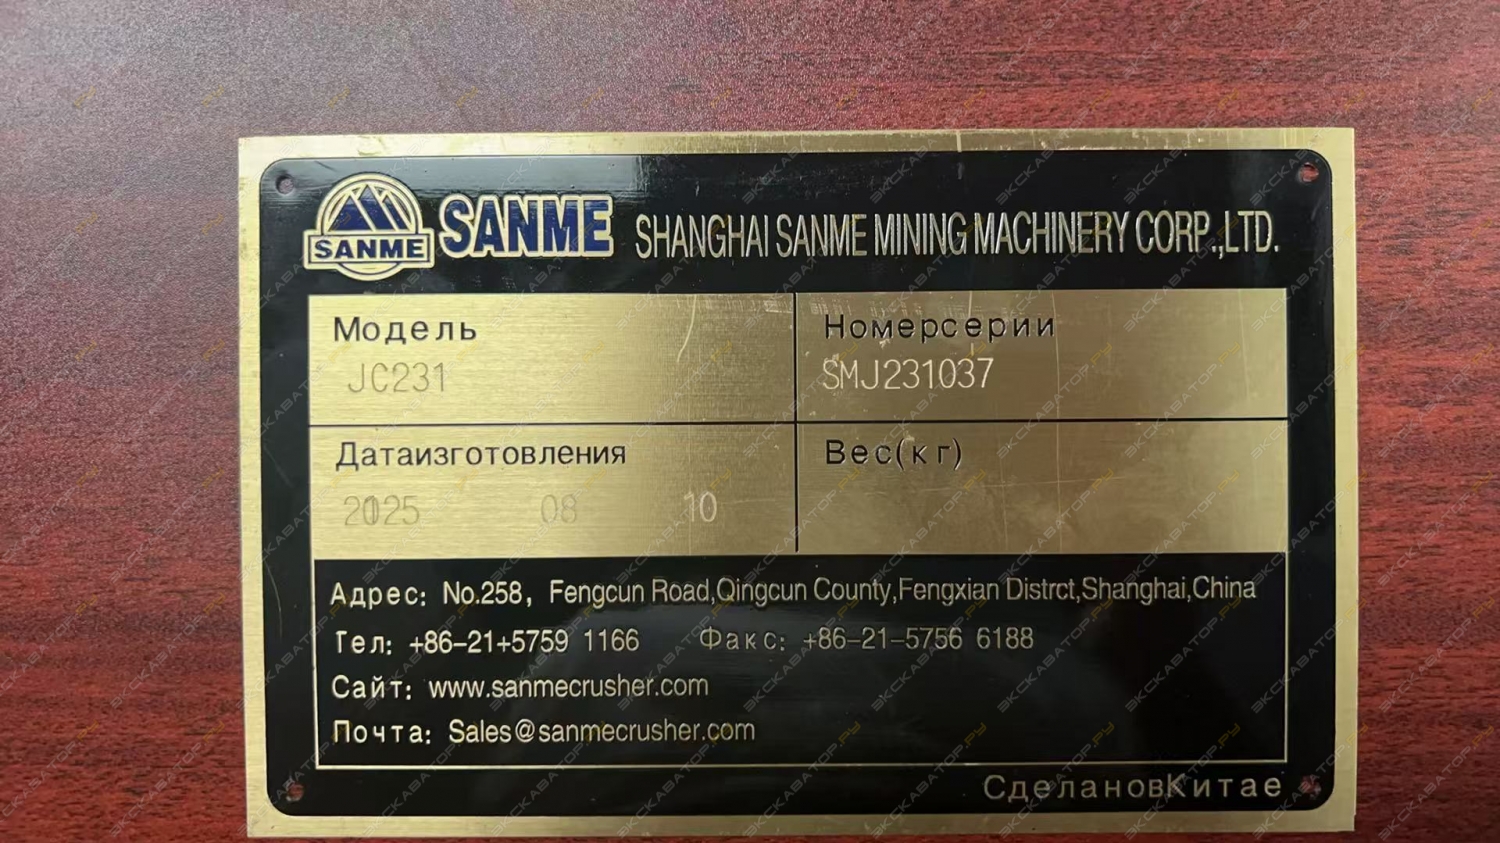 SANME SANME SHANGHAI SANME MINING MACHINERY CORP.,LTD.
Модель
JC231
Номерсерии
SMJ231037
Датаизготовления
2025 08 10
Вес(кг)
Адрес: No.258, Fengcun Road,Qingcun County,Fengxian Distrct,Shanghai,China
Тел: +86-21+5759 1166 Факс: +86-21-5756 6188
Сайт: www.sanmecrusher.com
Почта: Sales@sanmecrusher.com
СделановКитае
ЭКСКАВАТОР.РУ